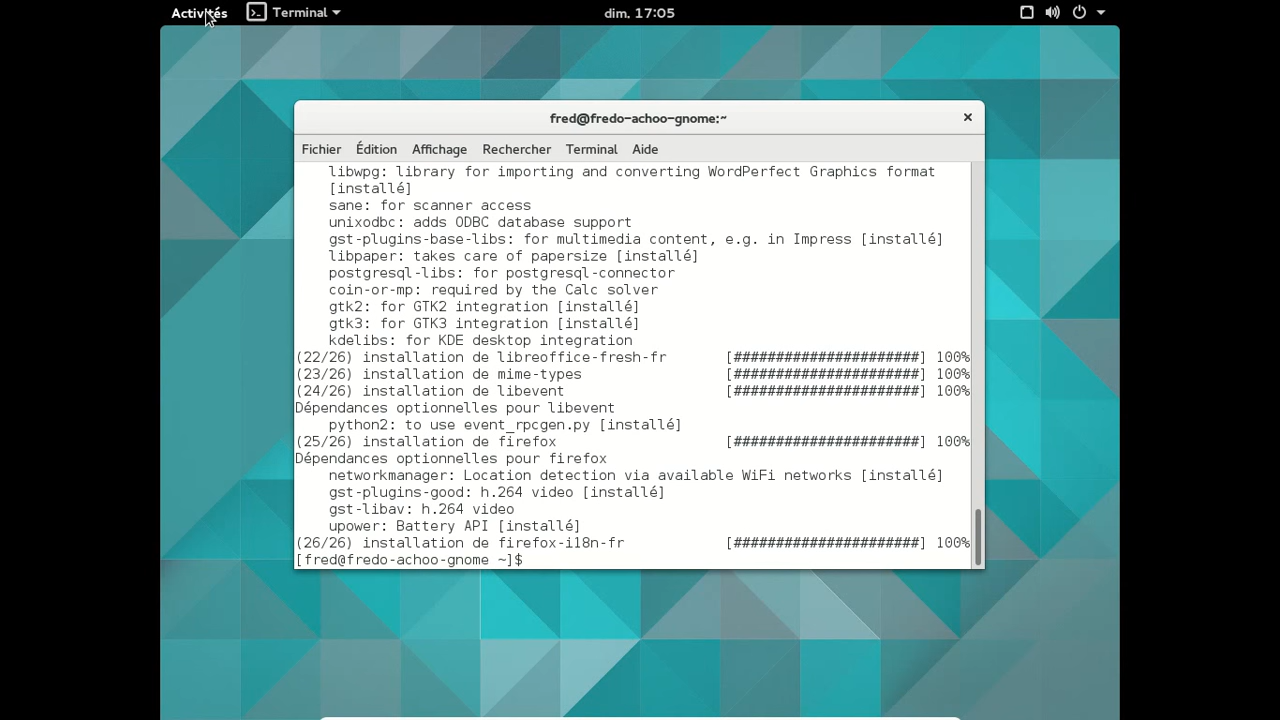 Activités Terminal dim. 17:05
fred@fredo-achoo-gnome:~
Fichier Édition Affichage Rechercher Terminal Aide
libwpg: library for importing and converting WordPerfect Graphics format
[installé]
sane: for scanner access
unixodbc: adds ODBC database support
gst-plugins-base-libs: for multimedia content, e.g. in Impress [installé]
libpaper: takes care of papersize [installé]
postgresql-libs: for postgresql-connector
coin-or-mp: required by the Calc solver
gtk2: for GTK2 integration [installé]
gtk3: for GTK3 integration [installé]
kdelibs: for KDE desktop integration
(22/26) installation de libreoffice-fresh-fr [######################] 100%
(23/26) installation de mime-types [######################] 100%
(24/26) installation de libevent [######################] 100%
Dépendances optionnelles pour libevent
python2: to use event_rpcgen.py [installé]
(25/26) installation de firefox [######################] 100%
Dépendances optionnelles pour firefox
networkmanager: Location detection via available WiFi networks [installé]
gst-plugins-good: h.264 video [installé]
gst-libav: h.264 video
upower: Battery API [installé]
(26/26) installation de firefox-i18n-fr [######################] 100%
[fred@fredo-achoo-gnome ~]$